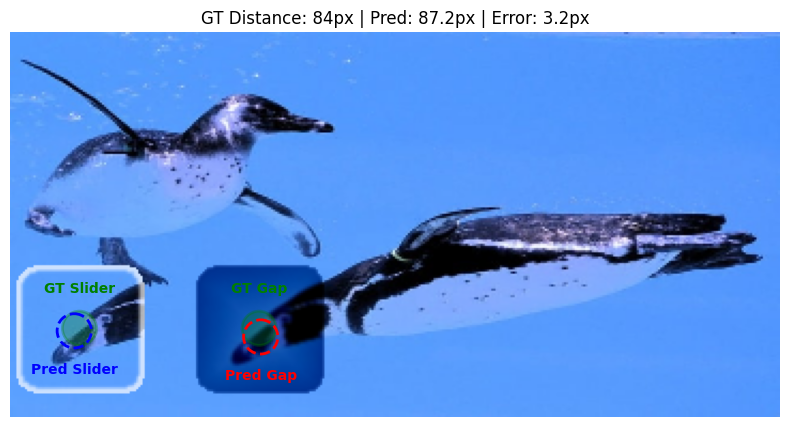 GT Distance: 84px | Pred: 87.2px | Error: 3.2px
GT Slider
GT Gap
Pred Slider
Pred Gap